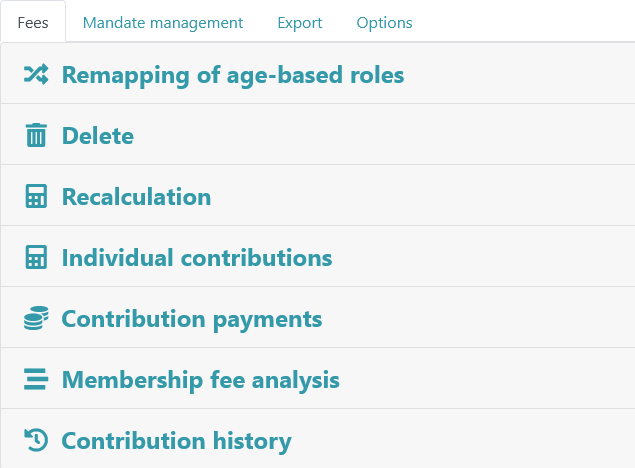 Fees Mandate management Export Options
Remapping of age-based roles
Delete
Recalculation
Individual contributions
Contribution payments
Membership fee analysis
Contribution history